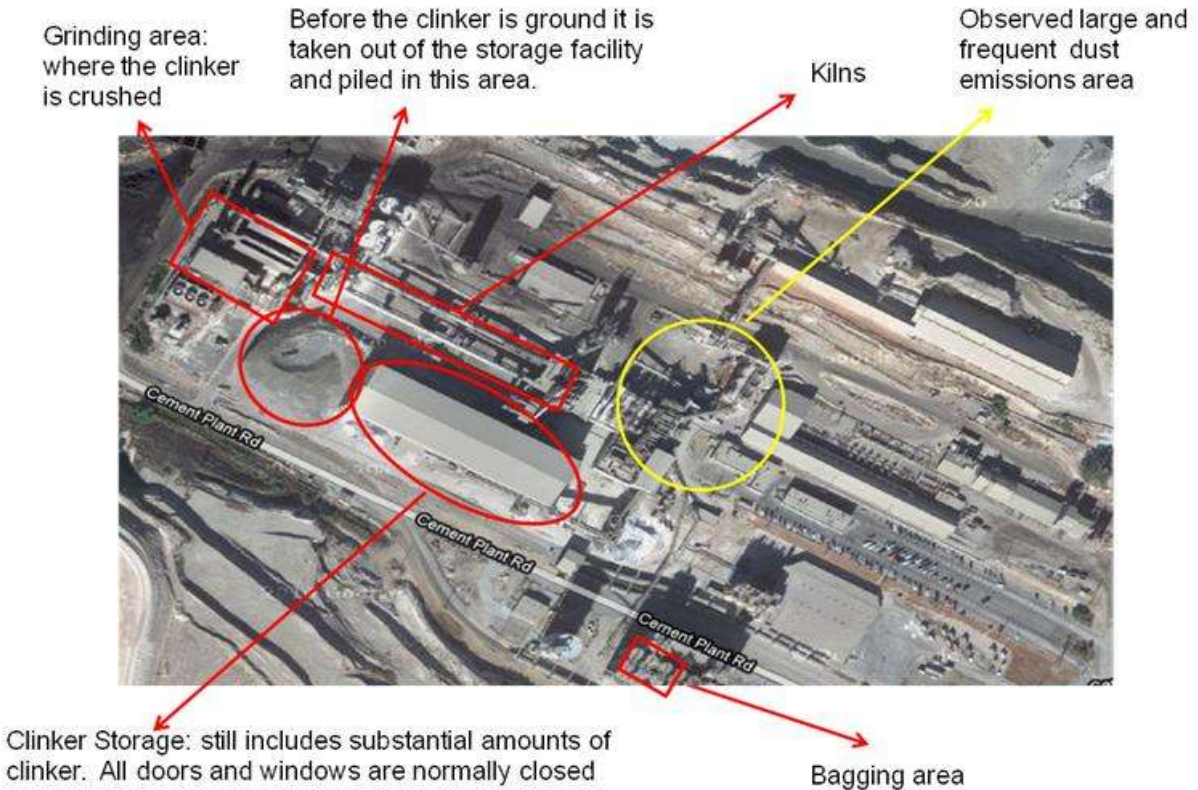 Grinding area:
where the clinker
is crushed
Before the clinker is ground it is
taken out of the storage facility
and piled in this area.
Kilns
Observed large and
frequent dust
emissions area
Cement Plant Rd
Cement Plant Rd
Cement Plant Rd
Clinker Storage: still includes substantial amounts of
clinker. All doors and windows are normally closed
Bagging area